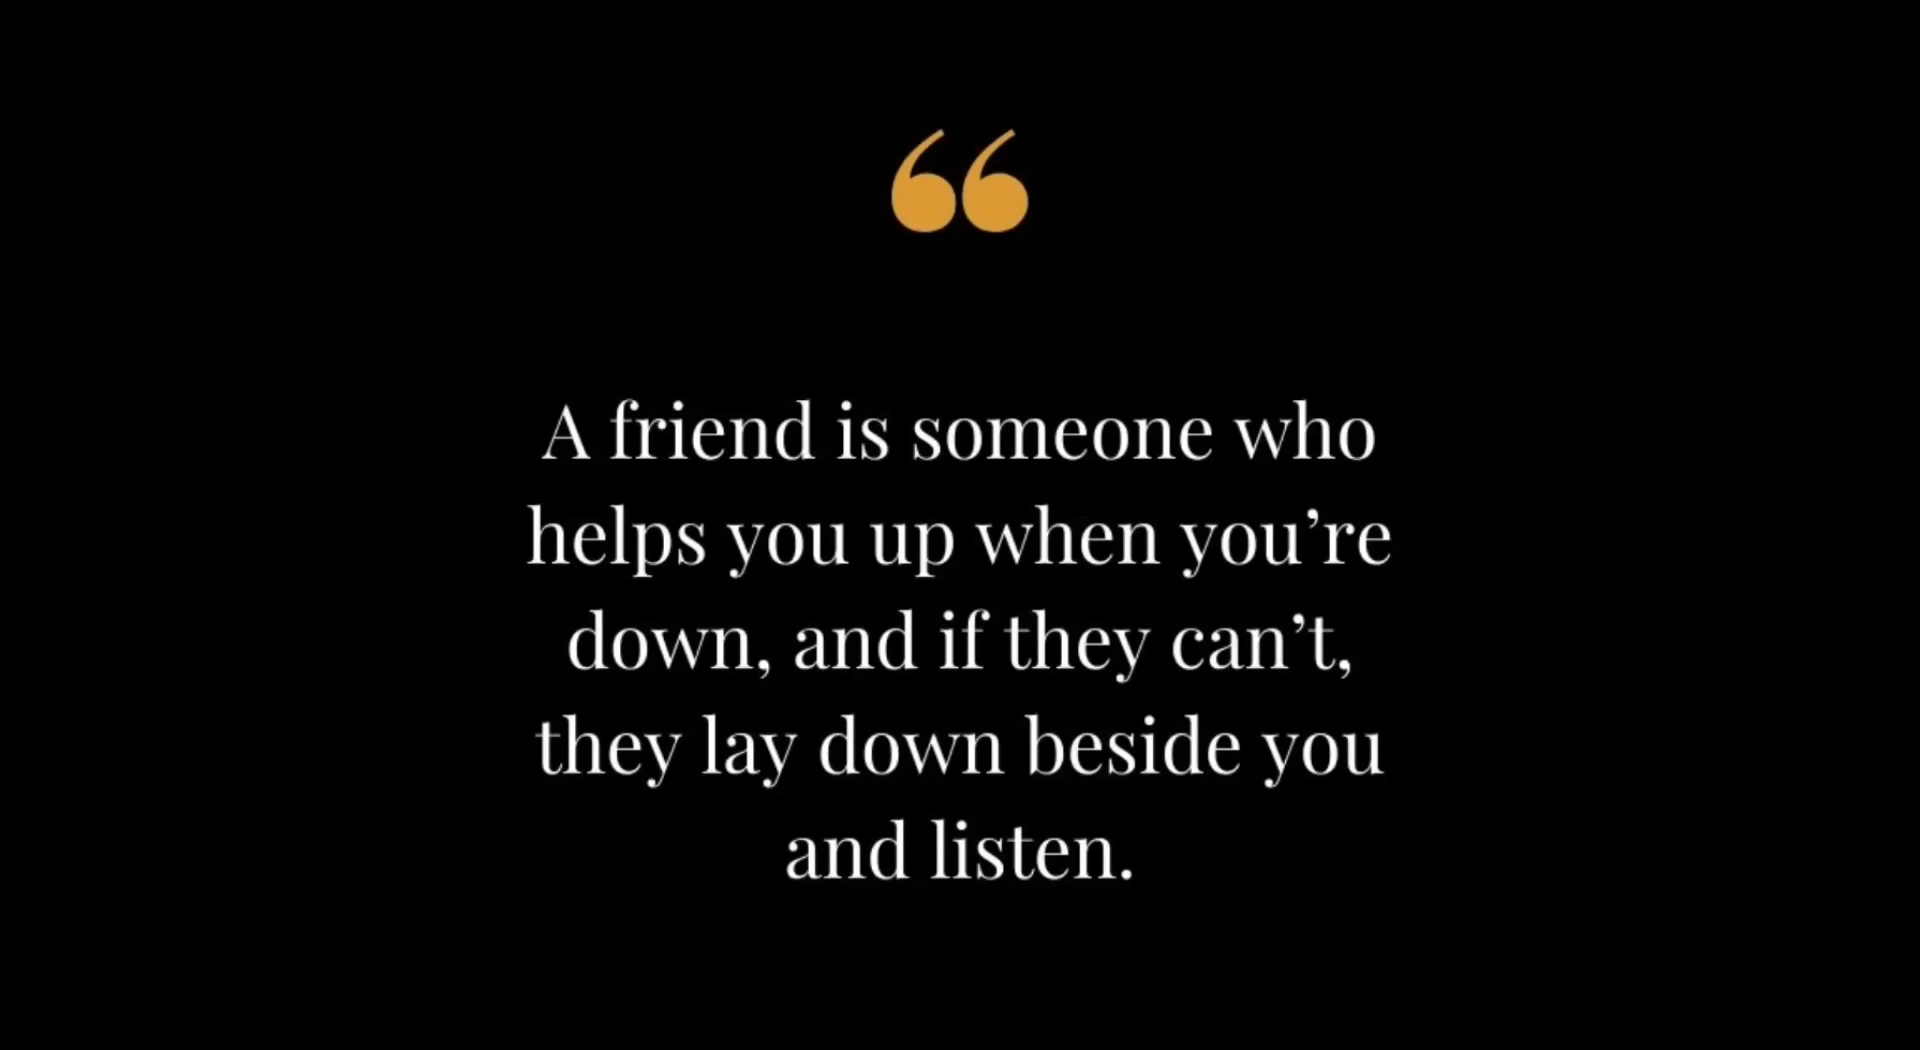 “
A friend is someone who
helps you up when you’re
down, and if they can’t,
they lay down beside you
and listen.